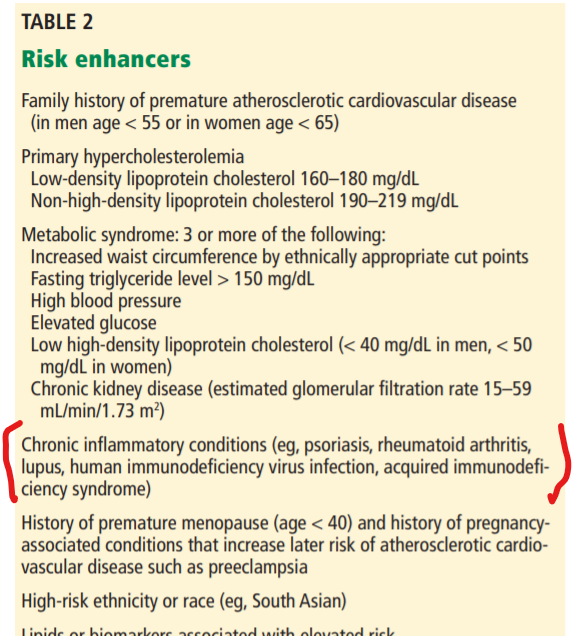 TABLE 2
Risk enhancers
Family history of premature atherosclerotic cardiovascular disease
(in men age < 55 or in women age < 65)
Primary hypercholesterolemia
Low-density lipoprotein cholesterol 160–180 mg/dL
Non-high-density lipoprotein cholesterol 190–219 mg/dL
Metabolic syndrome: 3 or more of the following:
Increased waist circumference by ethnically appropriate cut points
Fasting triglyceride level > 150 mg/dL
High blood pressure
Elevated glucose
Low high-density lipoprotein cholesterol (< 40 mg/dL in men, < 50
mg/dL in women)
Chronic kidney disease (estimated glomerular filtration rate 15–59
mL/min/1.73 m²)
Chronic inflammatory conditions (eg, psoriasis, rheumatoid arthritis,
lupus, human immunodeficiency virus infection, acquired immunodefi-
ciency syndrome)
History of premature menopause (age < 40) and history of pregnancy-
associated conditions that increase later risk of atherosclerotic cardio-
vascular disease such as preeclampsia
High-risk ethnicity or race (eg, South Asian)
Lipids or biomarkers associated with elevated risk